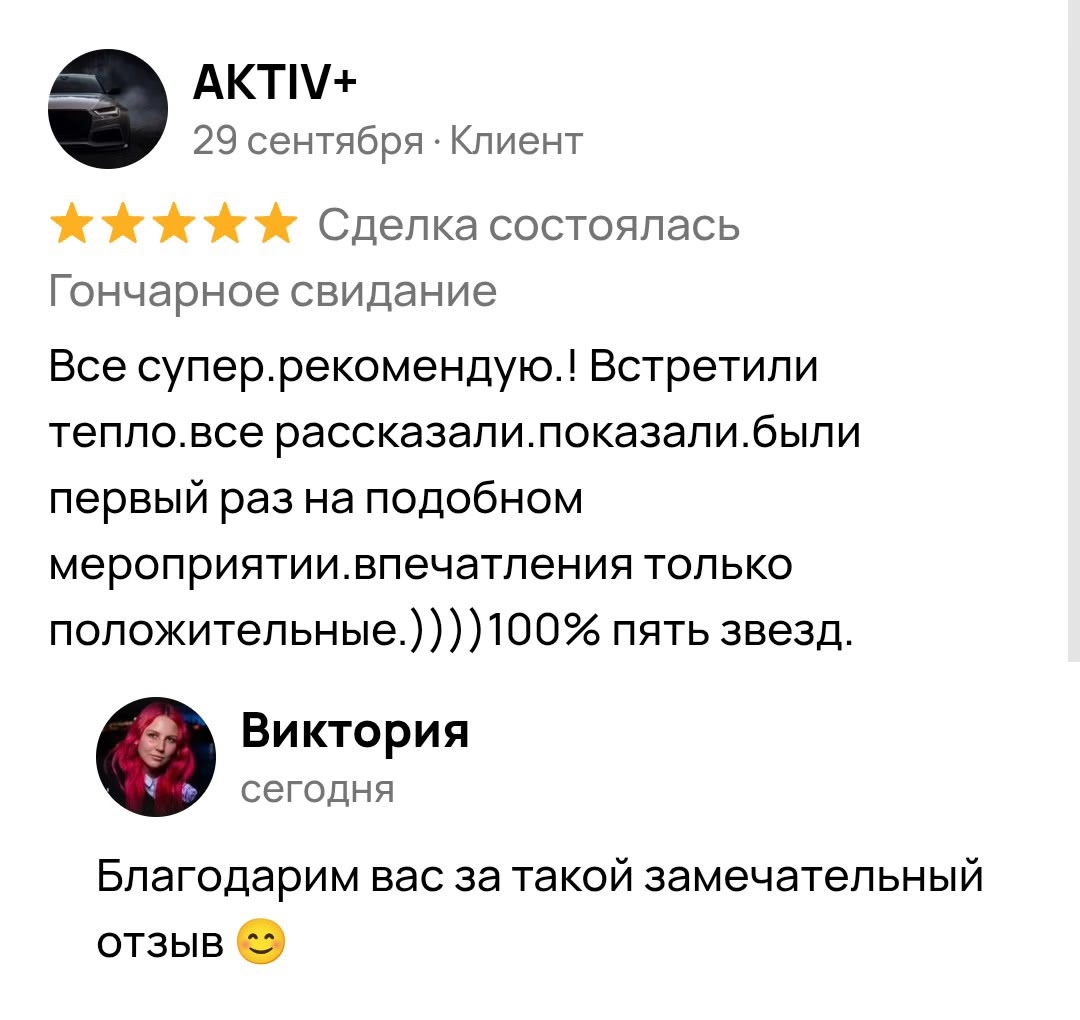 AKTIV+
29 сентября · Клиент
Сделка состоялась
Гончарное свидание
Все супер.рекомендую.! Встретили
тепло.все рассказали.показали.были
первый раз на подобном
мероприятии.впечатления только
положительные.))))100% пять звезд.
Виктория
сегодня
Благодарим вас за такой замечательный
отзыв 😊